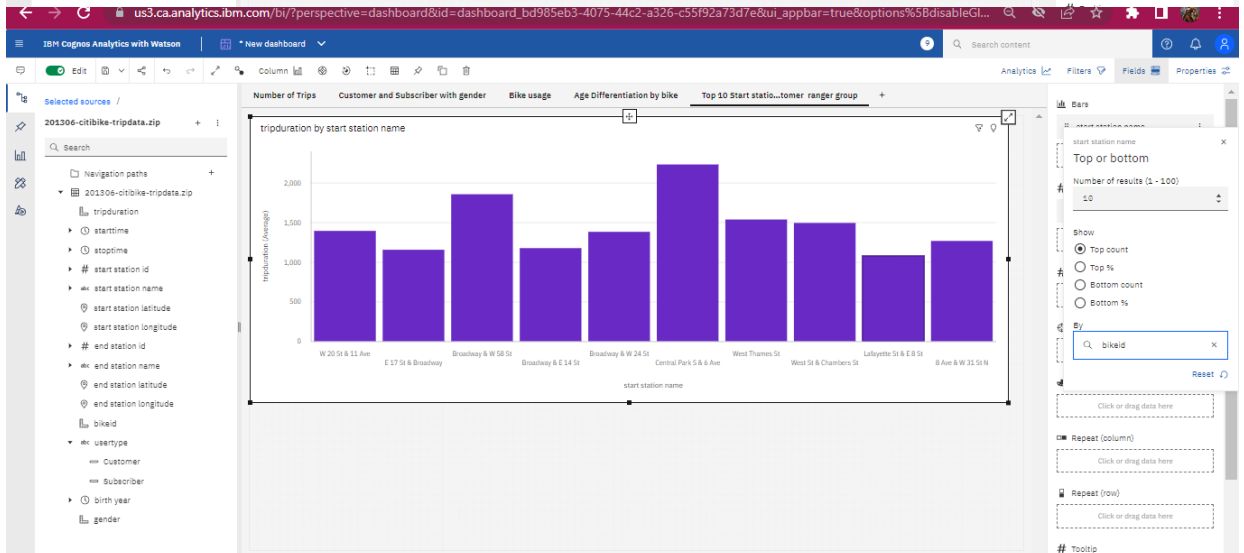 us3.ca.analytics.ibm.com/bi/?perspective=dashboard&id=dashboard_bd985eb3-4075-44c2-a326-c55f92a73d7e&ui_appbar=true&options%5BdisableGl...
IBM Cognos Analytics with Watson
* New dashboard
9
Search content
Edit
Column
Analytics
Filters
Fields
Properties
Selected sources /
201306-citibike-tripdata.zip
Search
Navigation paths
201306-citibike-tripdata.zip
tripduration
starttime
stoptime
# start station id
abc start station name
start station latitude
start station longitude
# end station id
abc end station name
end station latitude
end station longitude
bikeid
abc usertype
Customer
Subscriber
birth year
gender
Number of Trips
Customer and Subscriber with gender
Bike usage
Age Differentiation by bike
Top 10 Start statio...tomer ranger group
+
tripduration by start station name
tripduration (Average)
2,000
1,500
1,000
500
0
W 20 St & 11 Ave
E 17 St & Broadway
Broadway & W 58 St
Broadway & E 14 St
Broadway & W 24 St
Central Park S & 6 Ave
West Thames St
West St & Chambers St
Lafayette St & E 8 St
8 Ave & W 31 St N
start station name
Bars
start station name
start station name
Top or bottom
Number of results (1 - 100)
10
Show
Top count
Top %
Bottom count
Bottom %
By
bikeid
Reset
Click or drag data here
Repeat (column)
Click or drag data here
Repeat (row)
Click or drag data here
# Tooltip